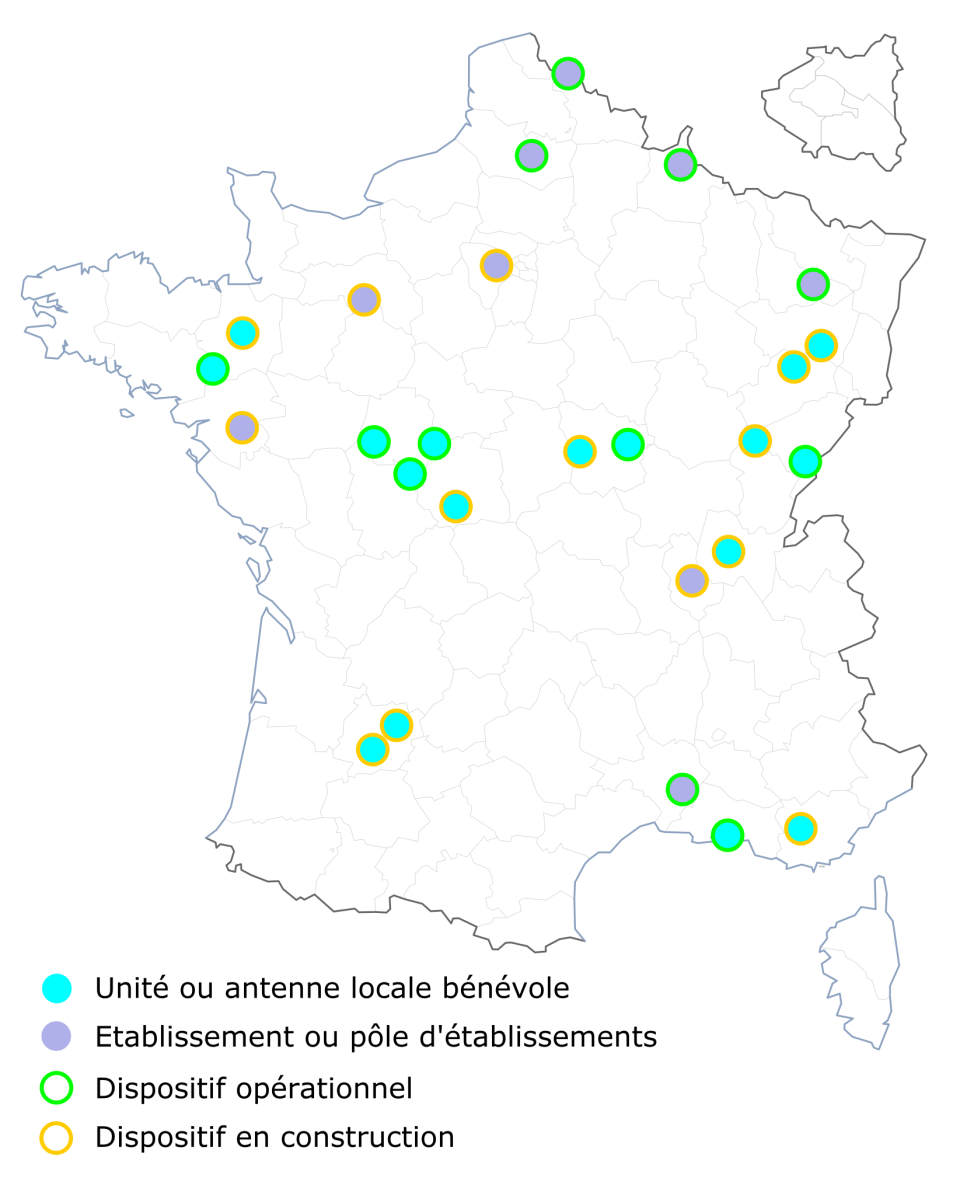 Unité ou antenne locale bénévole
Etablissement ou pôle d'établissements
Dispositif opérationnel
Dispositif en construction